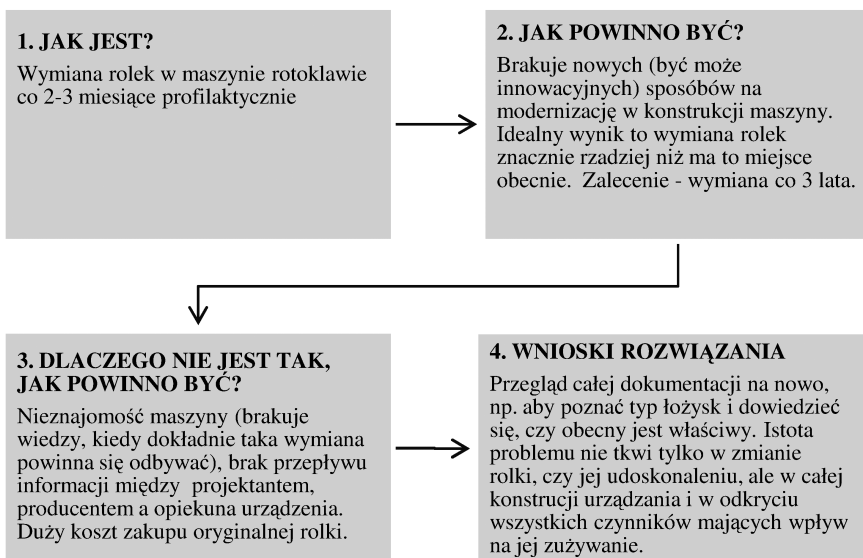 1. JAK JEST?
Wymiana rolek w maszynie rotoklawie
co 2-3 miesiące profilaktycznie
2. JAK POWINNO BYĆ?
Brakuje nowych (być może
innowacyjnych) sposóbów na
modernizację w konstrukcji maszyny.
Idealny wynik to wymiana rolek
znacznie rzadziej niż ma to miejsce
obecnie. Zalecenie - wymiana co 3 lata.
3. DLACZEGO NIE JEST TAK,
JAK POWINNO BYĆ?
Nieznajomość maszyny (brakuje
wiedzy, kiedy dokładnie taka wymiana
powinna się odbywać), brak przepływu
informacji między projektantem,
producentem a opiekuna urządzenia.
Duży koszt zakupu oryginalnej rolki.
4. WNIOSKI ROZWIĄZANIA
Przegląd całej dokumentacji na nowo,
np. aby poznać typ łożysk i dowiedzieć
się, czy obecny jest właściwy. Istota
problemu nie tkwi tylko w zmianie
rolki, czy jej udoskonaleniu, ale w całej
konstrucji urządzania i w odkryciu
wszystkich czynników mających wpływ
na jej zużywanie.